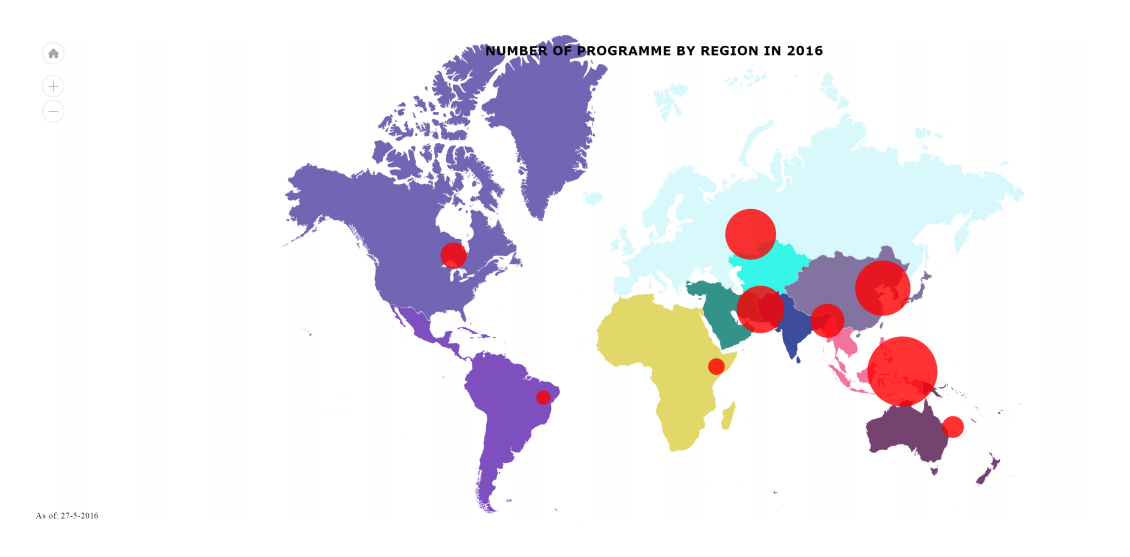 NUMBER OF PROGRAMME BY REGION IN 2016
As of: 27-5-2016